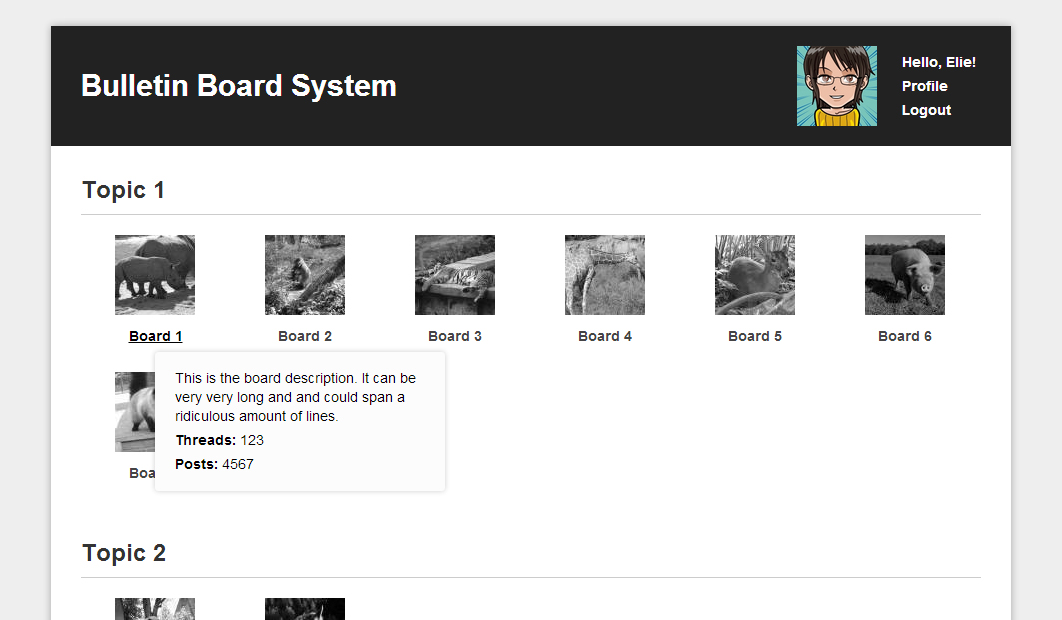 Bulletin Board System
Hello, Elie!
Profile
Logout
Topic 1
Board 1
Board 2
Board 3
Board 4
Board 5
Board 6
This is the board description. It can be
very very long and and could span a
ridiculous amount of lines.
Threads: 123
Posts: 4567
Boa
Topic 2